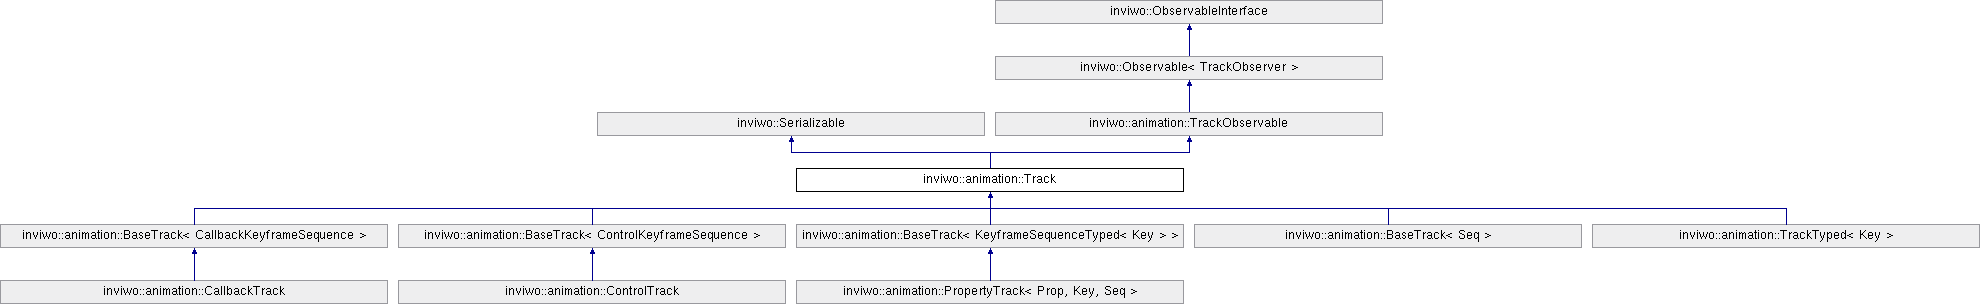 inviwo::ObservableInterface
inviwo::Observable< TrackObserver >
inviwo::Serializable
inviwo::animation::TrackObservable
inviwo::animation::Track
inviwo::animation::BaseTrack< CallbackKeyframeSequence >
inviwo::animation::BaseTrack< ControlKeyframeSequence >
inviwo::animation::BaseTrack< KeyframeSequenceTyped< Key > >
inviwo::animation::BaseTrack< Seq >
inviwo::animation::TrackTyped< Key >
inviwo::animation::CallbackTrack
inviwo::animation::ControlTrack
inviwo::animation::PropertyTrack< Prop, Key, Seq >